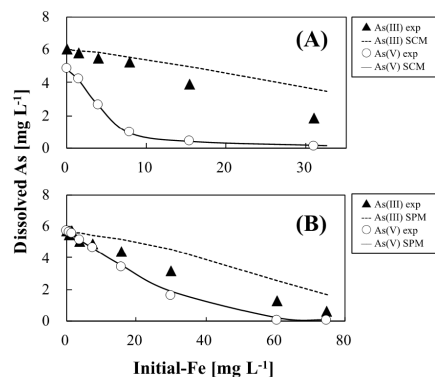 8
6
4
2
0
0
10
20
30
(A)
▲ As(III) exp
---- As(III) SCM
○ As(V) exp
— As(V) SCM
8
6
4
2
0
0
20
40
60
80
(B)
▲ As(III) exp
---- As(III) SPM
○ As(V) exp
— As(V) SPM
Dissolved As [mg L-1]
Initial-Fe [mg L-1]